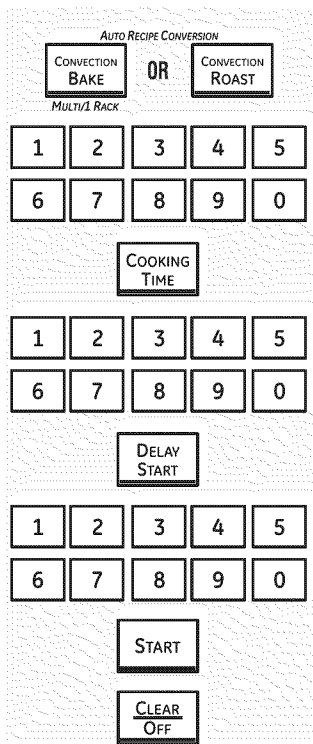 AUTO RECIPE CONVERSION
CONVECTION
BAKE
OR
CONVECTION
ROAST
MULTI/1 RACK
1 2 3 4 5
6 7 8 9 0
COOKING
TIME
1 2 3 4 5
6 7 8 9 0
DELAY
START
1 2 3 4 5
6 7 8 9 0
START
CLEAR
OFF